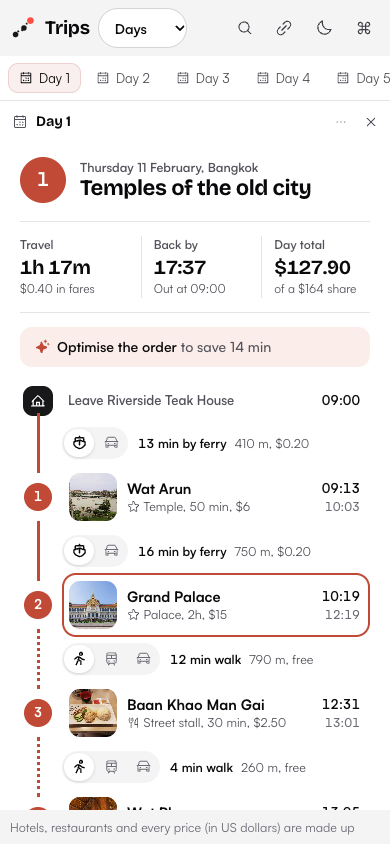 Trips
Days
Day 1
Day 2
Day 3
Day 4
Day 5
Day 1
1
Thursday 11 February, Bangkok
Temples of the old city
Travel
1h 17m
$0.40 in fares
Back by
17:37
Out at 09:00
Day total
$127.90
of a $164 share
Optimise the order to save 14 min
Leave Riverside Teak House 09:00
13 min by ferry 410 m, $0.20
1
Wat Arun 09:13
Temple, 50 min, $6 10:03
16 min by ferry 750 m, $0.20
2
Grand Palace 10:19
Palace, 2h, $15 12:19
12 min walk 790 m, free
3
Baan Khao Man Gai 12:31
Street stall, 30 min, $2.50 13:01
4 min walk 260 m, free
Hotels, restaurants and every price (in US dollars) are made up